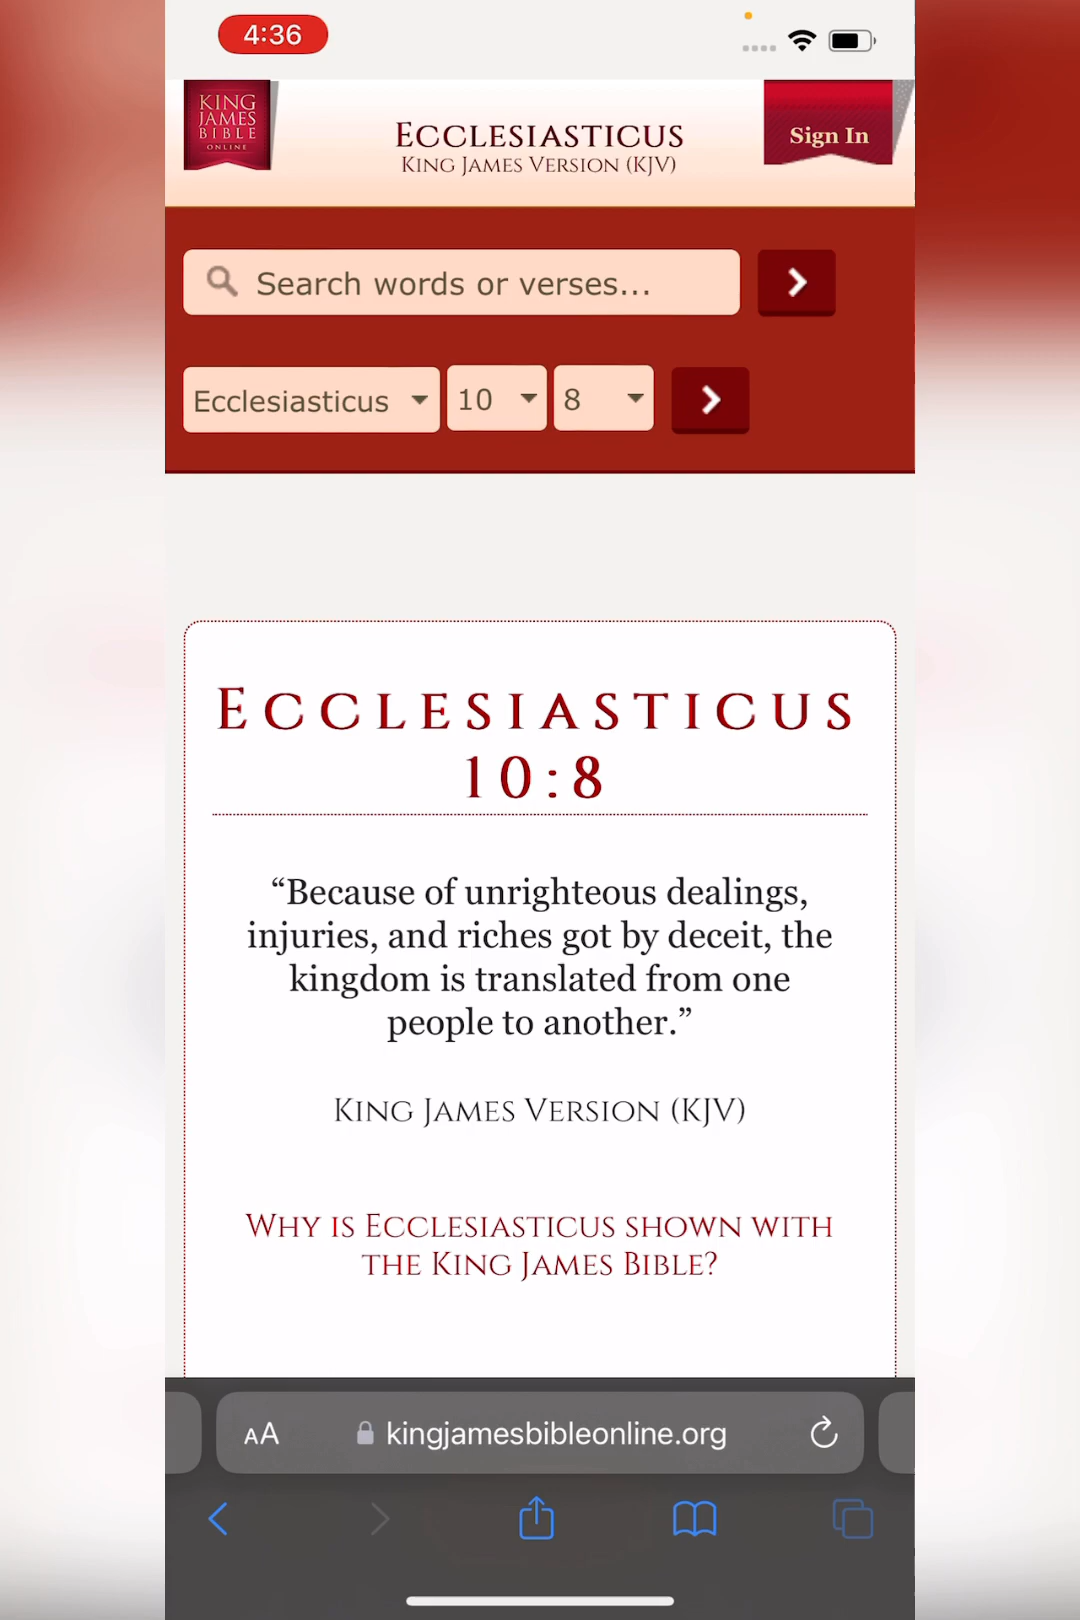 4:36
KING
JAMES
BIBLE
ONLINE
ECCLESIASTICUS
KING JAMES VERSION (KJV)
Sign In
Search words or verses...
Ecclesiasticus 10 8
ECCLESIASTICUS
10:8
“Because of unrighteous dealings,
injuries, and riches got by deceit, the
kingdom is translated from one
people to another.”
KING JAMES VERSION (KJV)
WHY IS ECCLESIASTICUS SHOWN WITH
THE KING JAMES BIBLE?
AA kingjamesbibleonline.org